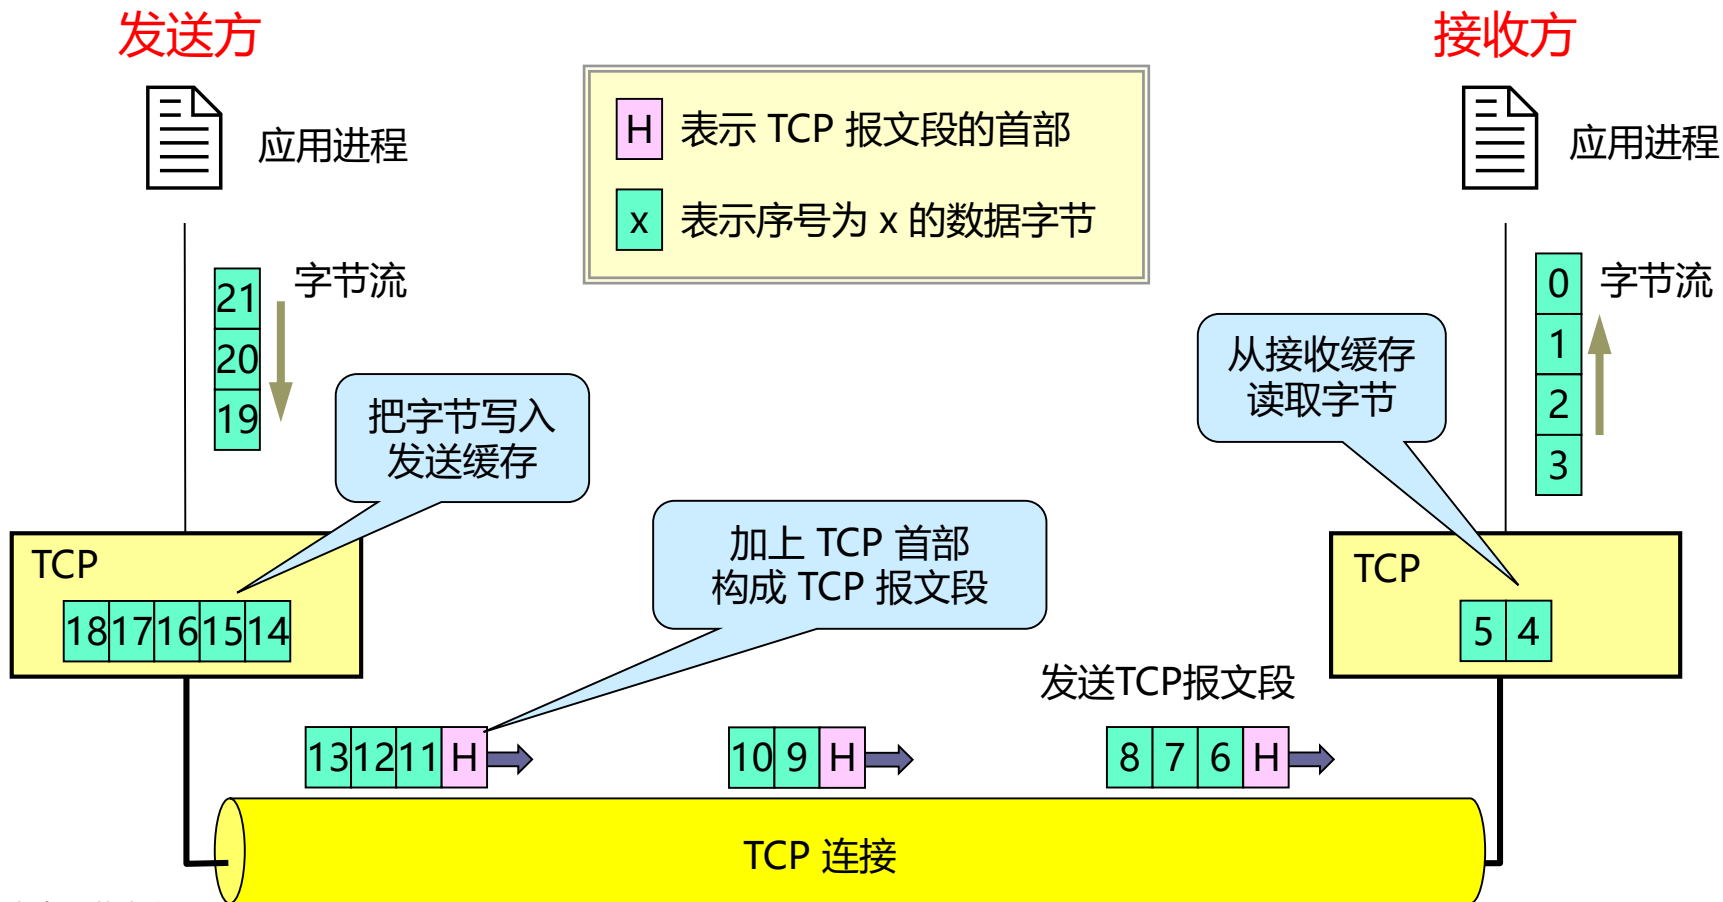 发送方
接收方
H 表示 TCP 报文段的首部
x 表示序号为 x 的数据字节
应用进程
应用进程
字节流
21
20
19
字节流
0
1
2
3
把字节写入
发送缓存
从接收缓存
读取字节
加上 TCP 首部
构成 TCP 报文段
TCP
18 17 16 15 14
TCP
5 4
发送TCP报文段
13 12 11 H
10 9 H
8 7 6 H
TCP 连接